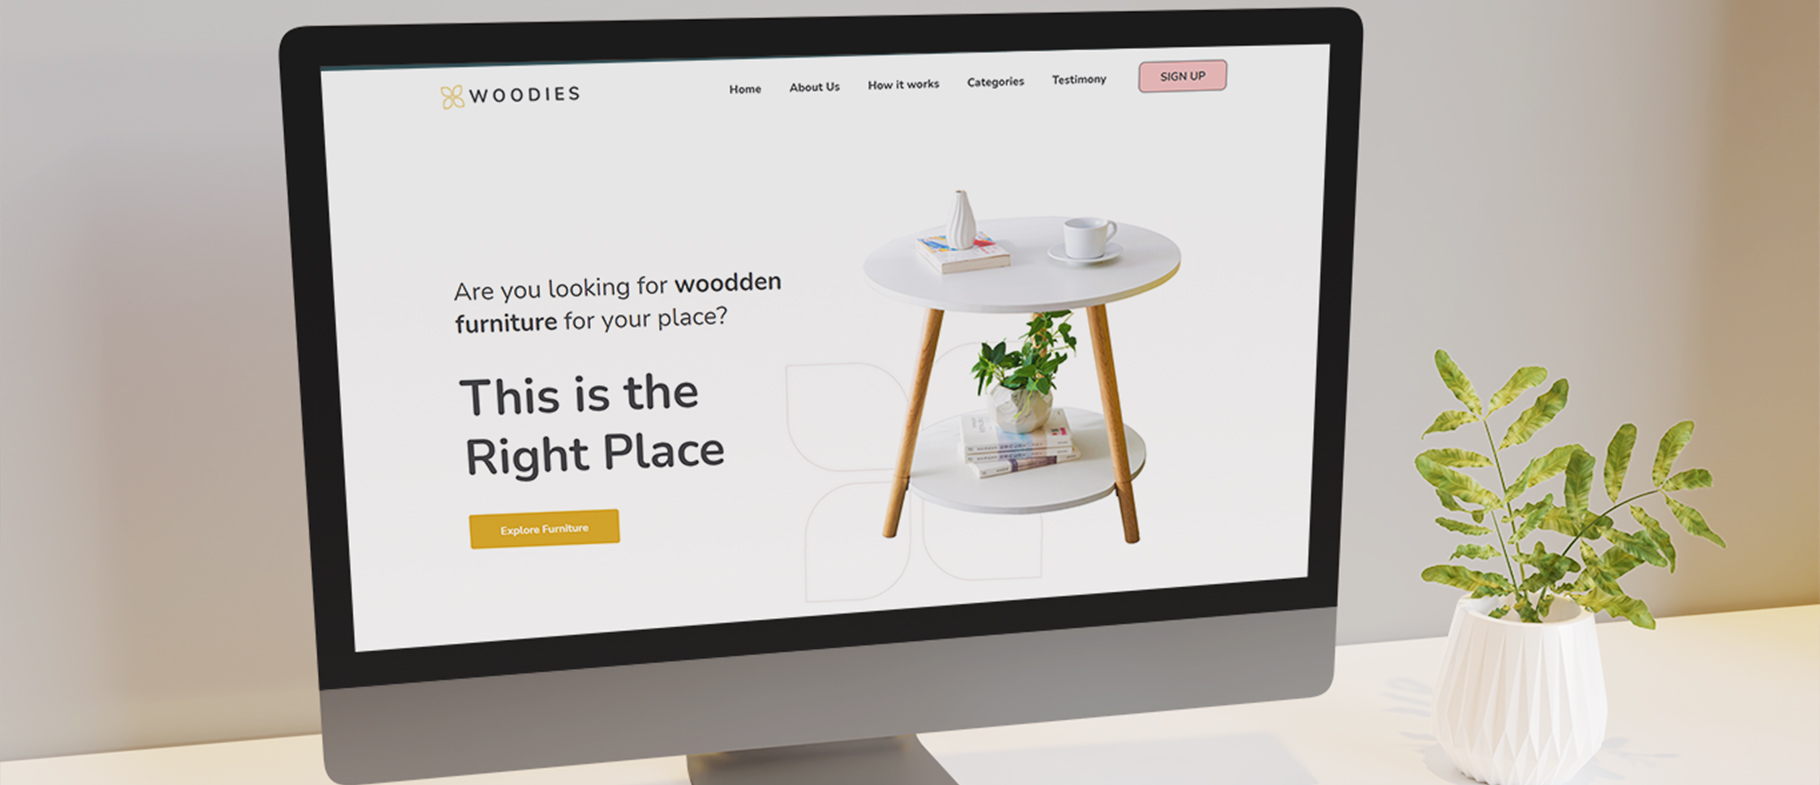 WOODIES
Home About Us How it works Categories Testimony SIGN UP
Are you looking for woodden
furniture for your place?
This is the
Right Place
Explore Furniture